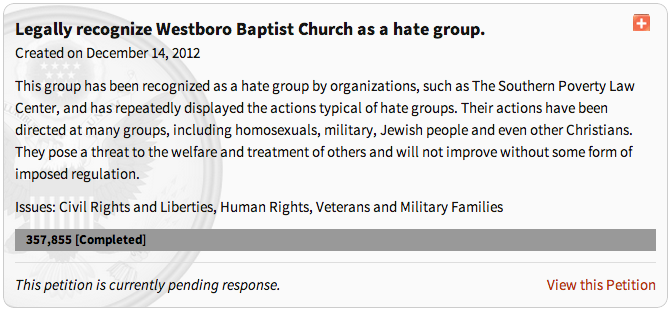 Legally recognize Westboro Baptist Church as a hate group.
Created on December 14, 2012
This group has been recognized as a hate group by organizations, such as The Southern Poverty Law
Center, and has repeatedly displayed the actions typical of hate groups. Their actions have been
directed at many groups, including homosexuals, military, Jewish people and even other Christians.
They pose a threat to the welfare and treatment of others and will not improve without some form of
imposed regulation.
Issues: Civil Rights and Liberties, Human Rights, Veterans and Military Families
357,855 [Completed]
This petition is currently pending response.
View this Petition